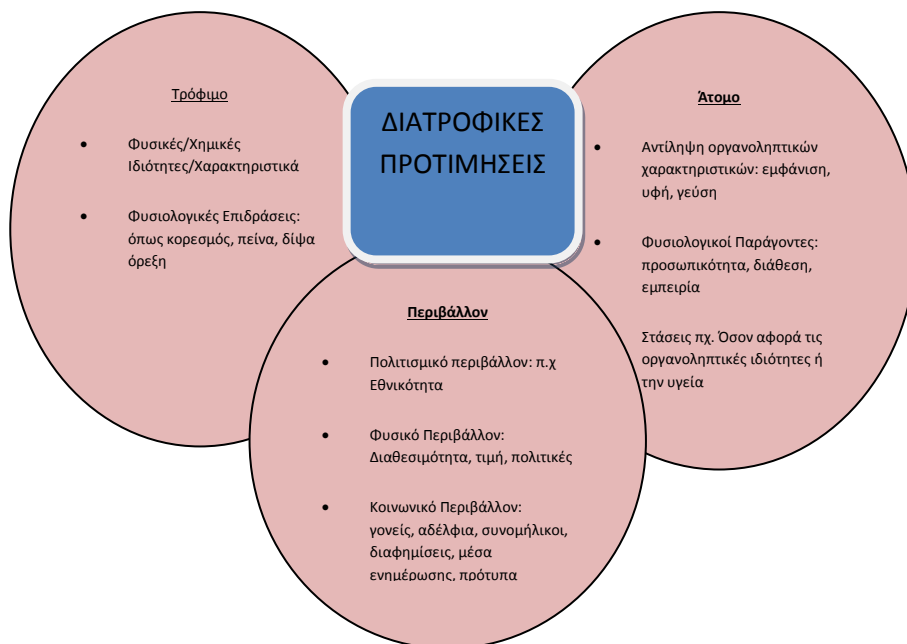 ΔΙΑΤΡΟΦΙΚΕΣ
ΠΡΟΤΙΜΗΣΕΙΣ
Τρόφιμο
• Φυσικές/Χημικές
Ιδιότητες/Χαρακτηριστικά
• Φυσιολογικές Επιδράσεις:
όπως κορεσμός, πείνα, δίψα
όρεξη
Άτομο
• Αντίληψη οργανοληπτικών
χαρακτηριστικών: εμφάνιση,
υφή, γεύση
• Φυσιολογικοί Παράγοντες:
προσωπικότητα, διάθεση,
εμπειρία
Στάσεις πχ. Όσον αφορά τις
οργανοληπτικές ιδιότητες ή
την υγεία
Περιβάλλον
• Πολιτισμικό περιβάλλον: π.χ
Εθνικότητα
• Φυσικό Περιβάλλον:
Διαθεσιμότητα, τιμή, πολιτικές
• Κοινωνικό Περιβάλλον:
γονείς, αδέλφια, συνομήλικοι,
διαφημίσεις, μέσα
ενημέρωσης, πρότυπα